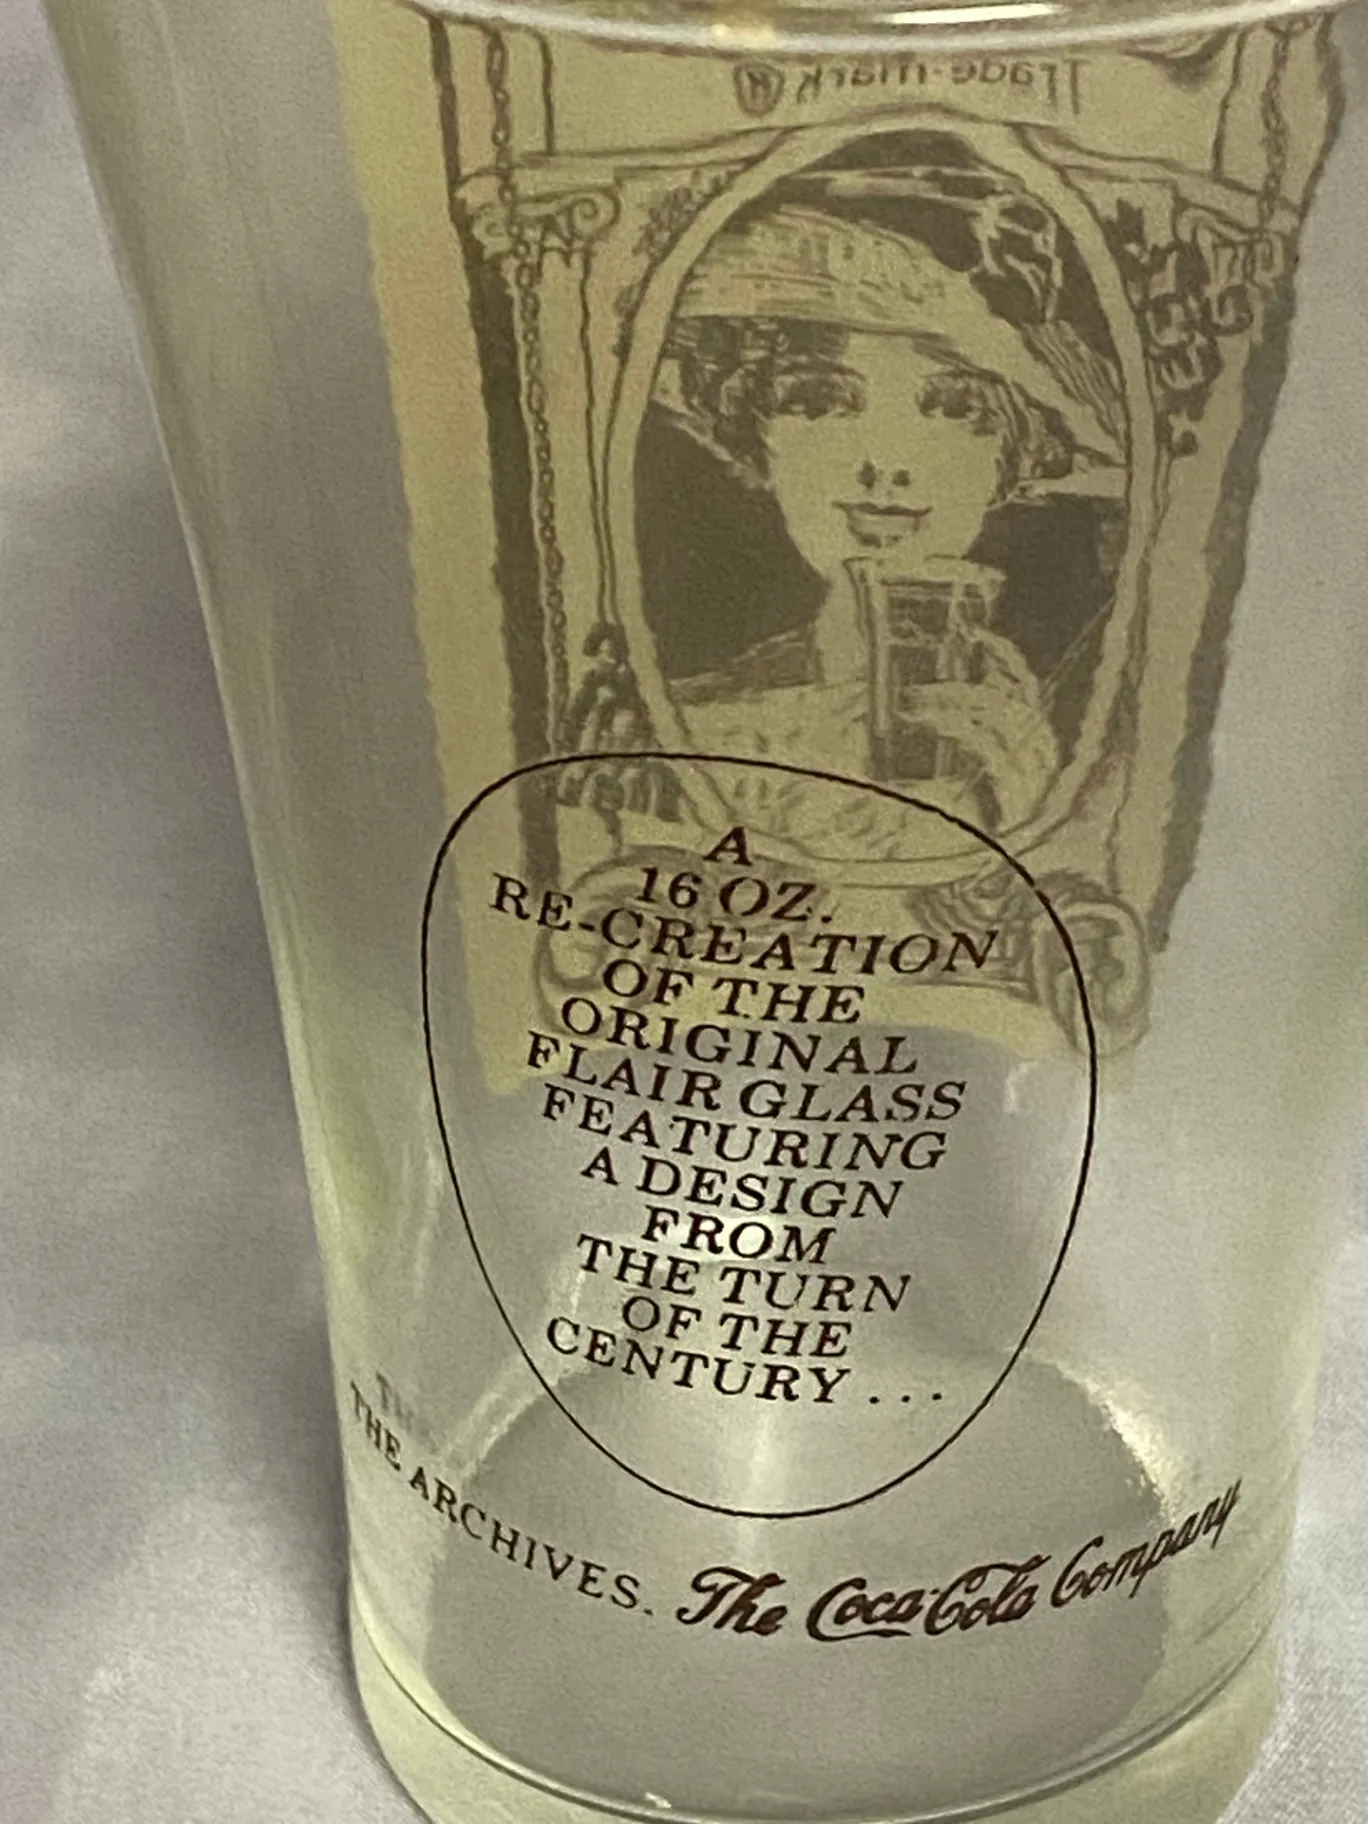 Trade-mark ®
A
16 OZ.
RE-CREATION
OF THE
ORIGINAL
FLAIR GLASS
FEATURING
A DESIGN
FROM
THE TURN
OF THE
CENTURY...
THE ARCHIVES. The Coca-Cola Company